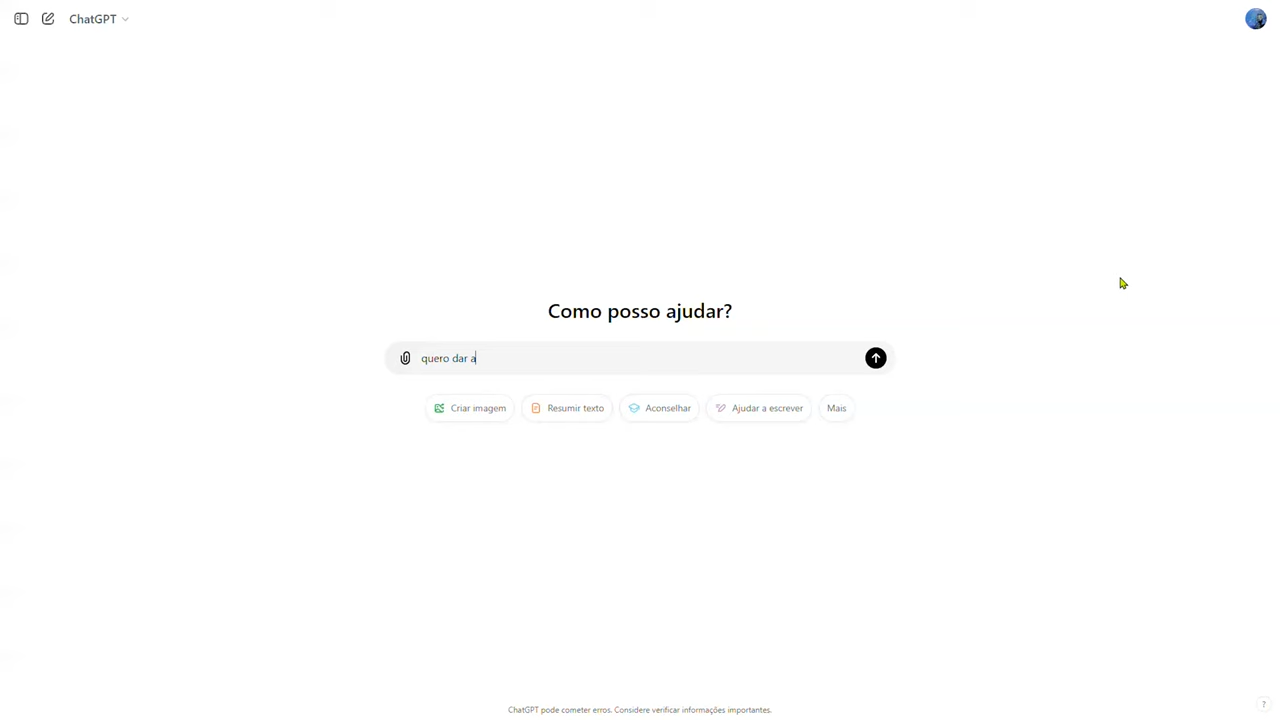 ChatGPT
Como posso ajudar?
quero dar a
Criar imagem
Resumir texto
Aconselhar
Ajudar a escrever
Mais
ChatGPT pode cometer erros. Considere verificar informações importantes.
?